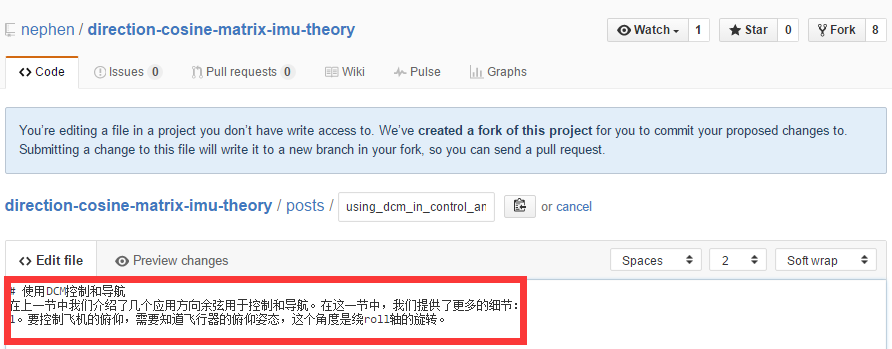 nephen / direction-cosine-matrix-imu-theory
Watch 1 Star 0 Fork 8
Code Issues 0 Pull requests 0 Wiki Pulse Graphs
You're editing a file in a project you don't have write access to. We've created a fork of this project for you to commit your proposed changes to.
Submitting a change to this file will write it to a new branch in your fork, so you can send a pull request.
direction-cosine-matrix-imu-theory / posts / using_dcm_in_control_an or cancel
Edit file Preview changes Spaces 2 Soft wrap
# 使用DCM控制和导航
在上一节中我们介绍了几个应用方向余弦用于控制和导航。在这一节中，我们提供了更多的细节：
1。要控制飞机的俯仰，需要知道飞行器的俯仰姿态，这个角度是绕roll轴的旋转。